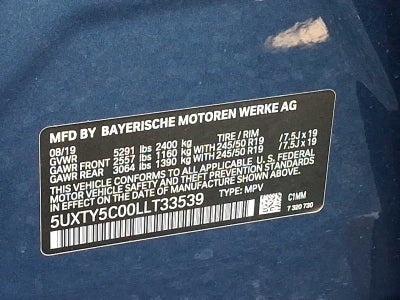 MFD BY BAYERISCHE MOTOREN WERKE AG
08/19 5291 lbs 2400 kg TIRE / RIM
GVWR
GAWR FRONT 2557 lbs 1160 kg WITH 245/50 R19 / 7.5J x 19
GAWR REAR 3064 lbs 1390 kg WITH 245/50 R19 / 7.5J x 19
THIS VEHICLE CONFORMS TO ALL APPLICABLE U.S. FEDERAL
MOTOR VEHICLE SAFETY AND THEFT PREVENTION STANDARDS
IN EFFECT ON THE DATE OF MANUFACTURE SHOWN ABOVE.
5UXTY5C00LLT33539 TYPE: MPV
C1MM
7 320 730